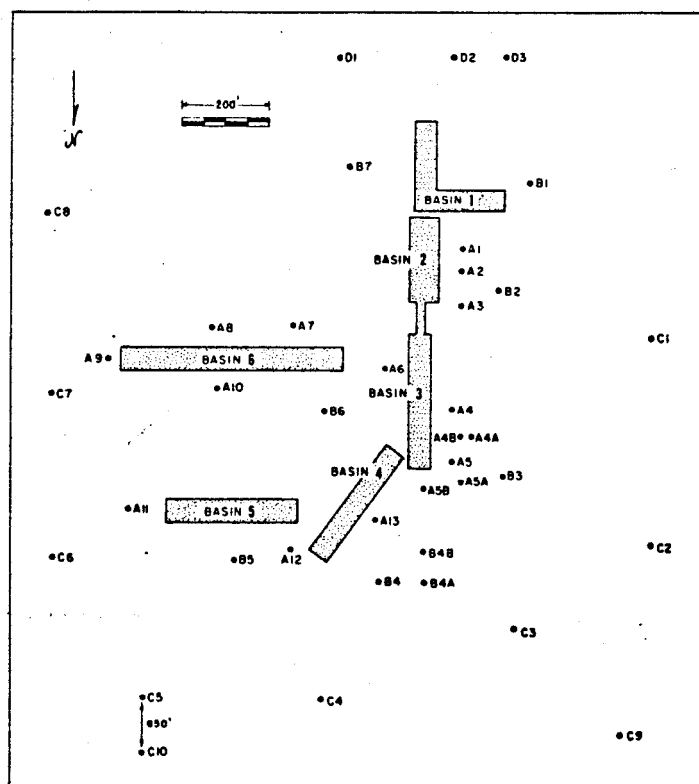 D1 D2 D3
200'
N
B7
B1
BASIN 1
C8
A1
BASIN 2
A2
B2
A3
A8 A7
C1
A9
BASIN 6
A6
A10
C7
BASIN 3
B6
A4
A4B A4A
A5
BASIN 4
B3
A5A
A5B
A11
BASIN 5
A13
C2
A12
B4B
C6
B5
B4
B4A
C3
C5
C4
850'
C9
C10